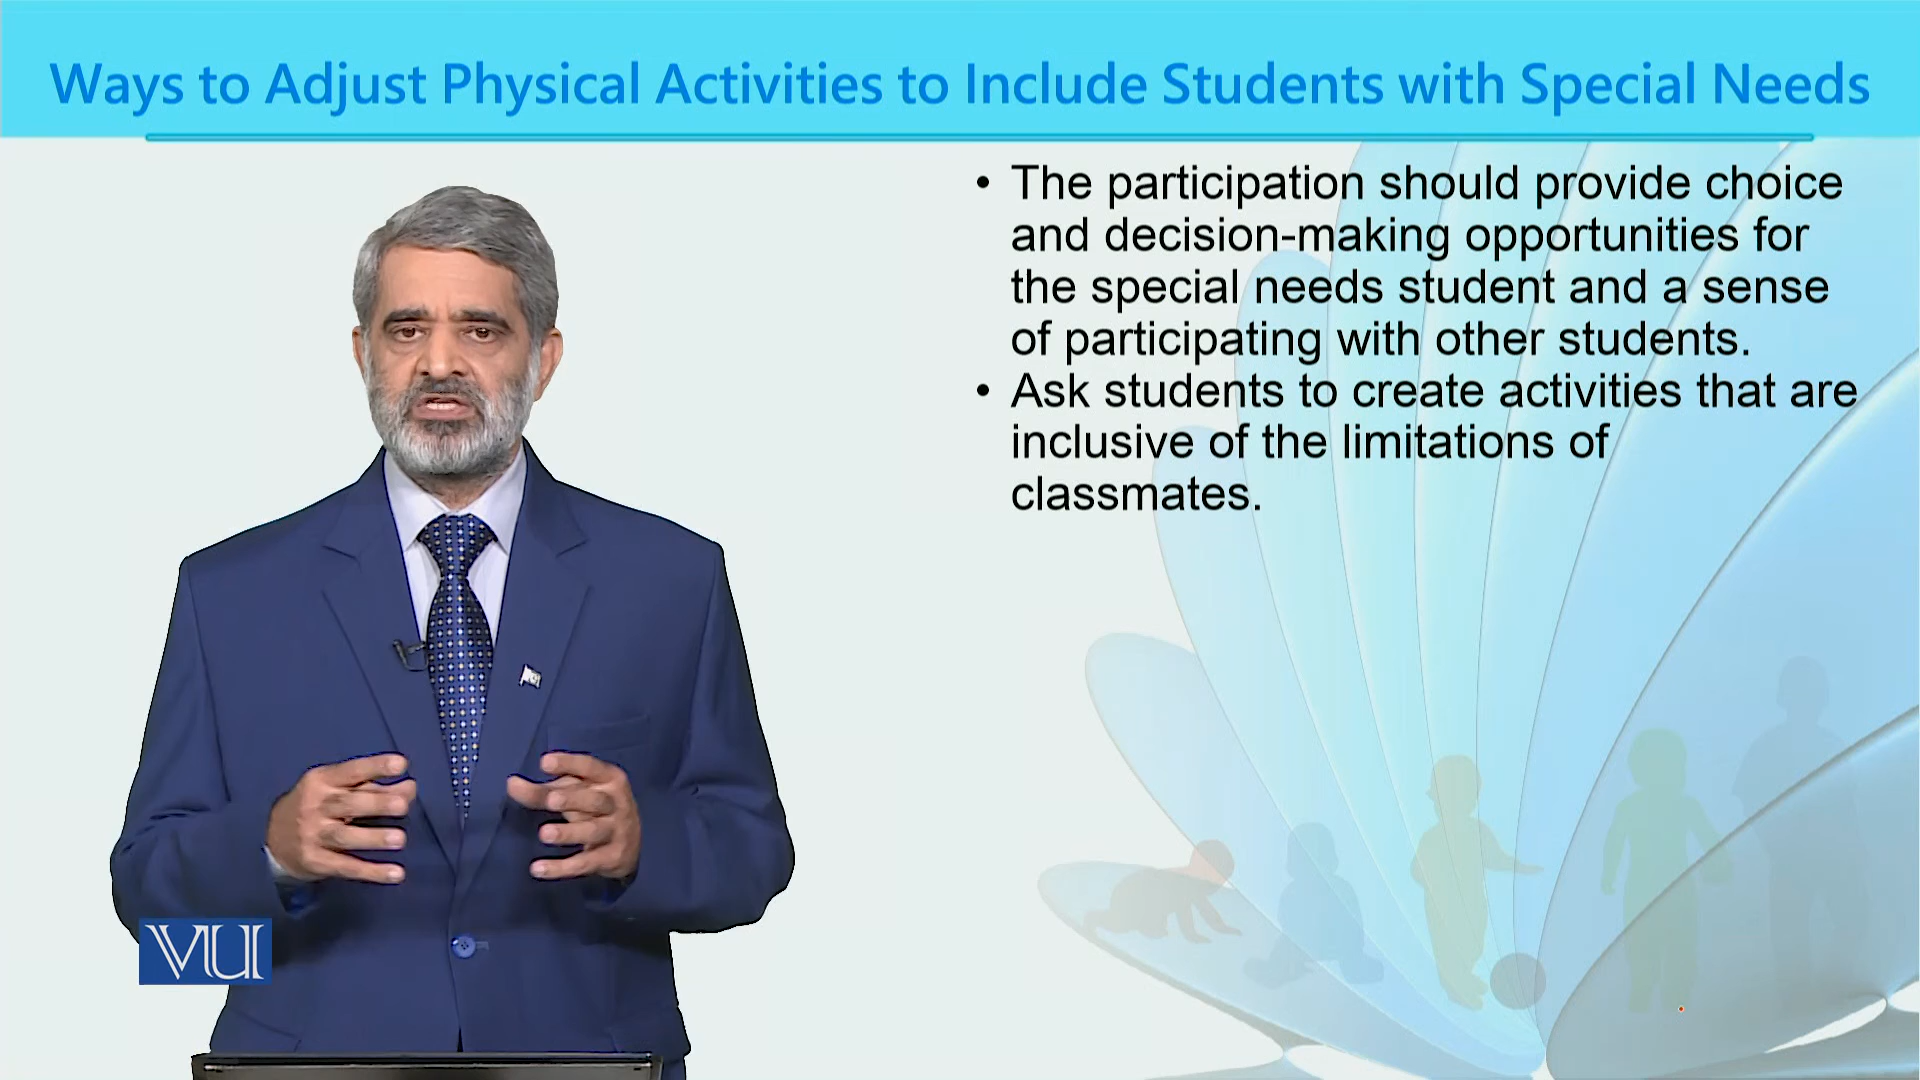 Ways to Adjust Physical Activities to Include Students with Special Needs
• The participation should provide choice
and decision-making opportunities for
the special needs student and a sense
of participating with other students.
• Ask students to create activities that are
inclusive of the limitations of
classmates.
VU